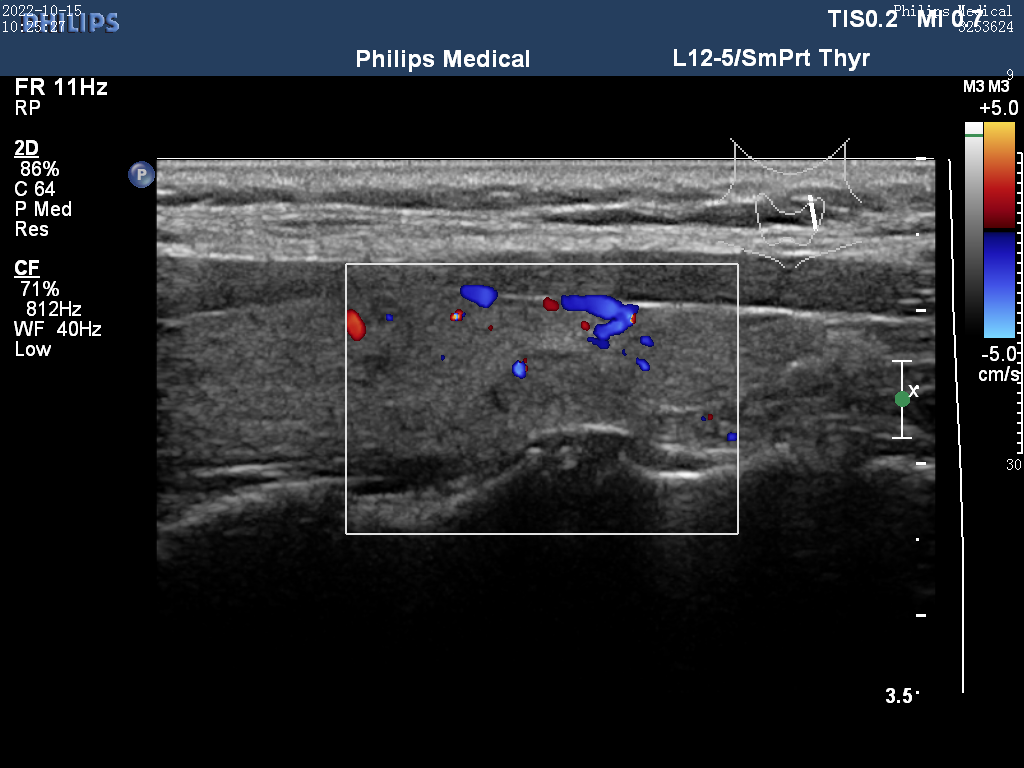 2022-10-15
10:25:27
PHILIPS
TIS0.2 MI 0.7
Philips Medical
3253624
Philips Medical
L12-5/SmPrt Thyr
FR 11Hz
RP
2D
86%
C 64
P Med
Res
CF
71%
812Hz
WF 40Hz
Low
P
9
M3 M3
+5.0
-5.0
cm/s
X
30
3.5